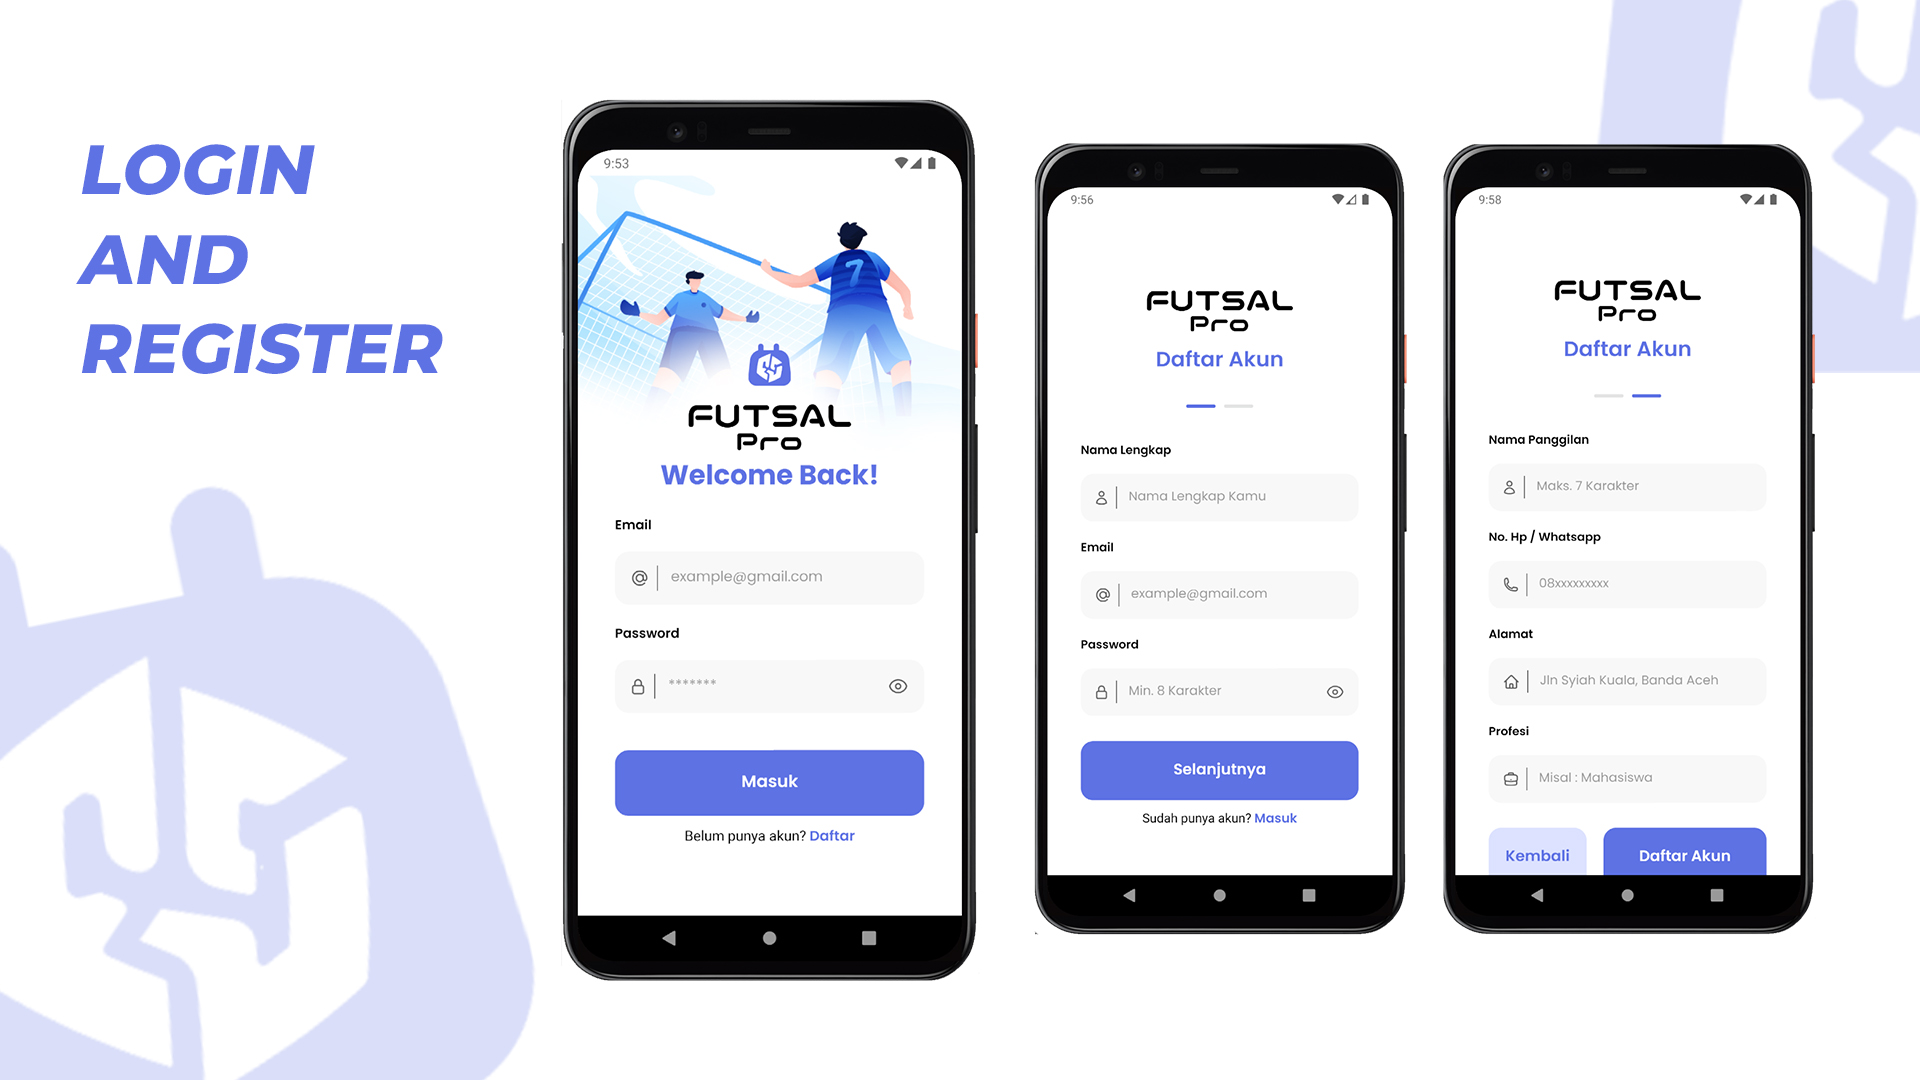 LOGIN
AND
REGISTER
9:53
7
FUTSAL
Pro
Welcome Back!
Email
example@gmail.com
Password
*******
Masuk
Belum punya akun? Daftar
9:56
FUTSAL
Pro
Daftar Akun
Nama Lengkap
Nama Lengkap Kamu
Email
example@gmail.com
Password
Min. 8 Karakter
Selanjutnya
Sudah punya akun? Masuk
9:58
FUTSAL
Pro
Daftar Akun
Nama Panggilan
Maks. 7 Karakter
No. Hp / Whatsapp
08xxxxxxxxx
Alamat
Jln Syiah Kuala, Banda Aceh
Profesi
Misal : Mahasiswa
Kembali
Daftar Akun